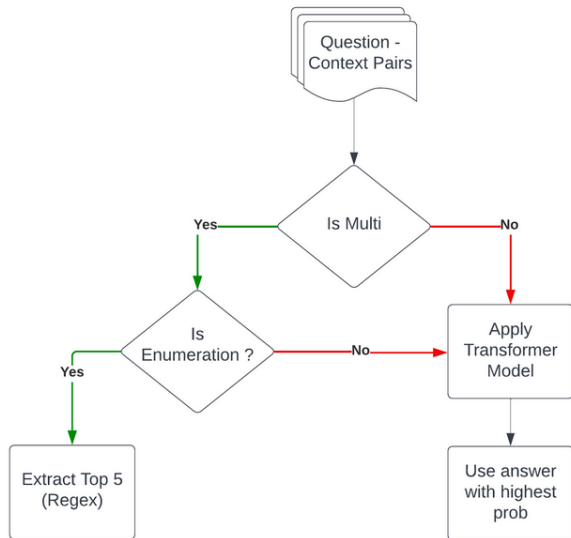 Question -
Context Pairs
Is Multi
Yes
No
Is
Enumeration ?
Yes
No
Apply
Transformer
Model
Extract Top 5
(Regex)
Use answer
with highest
prob